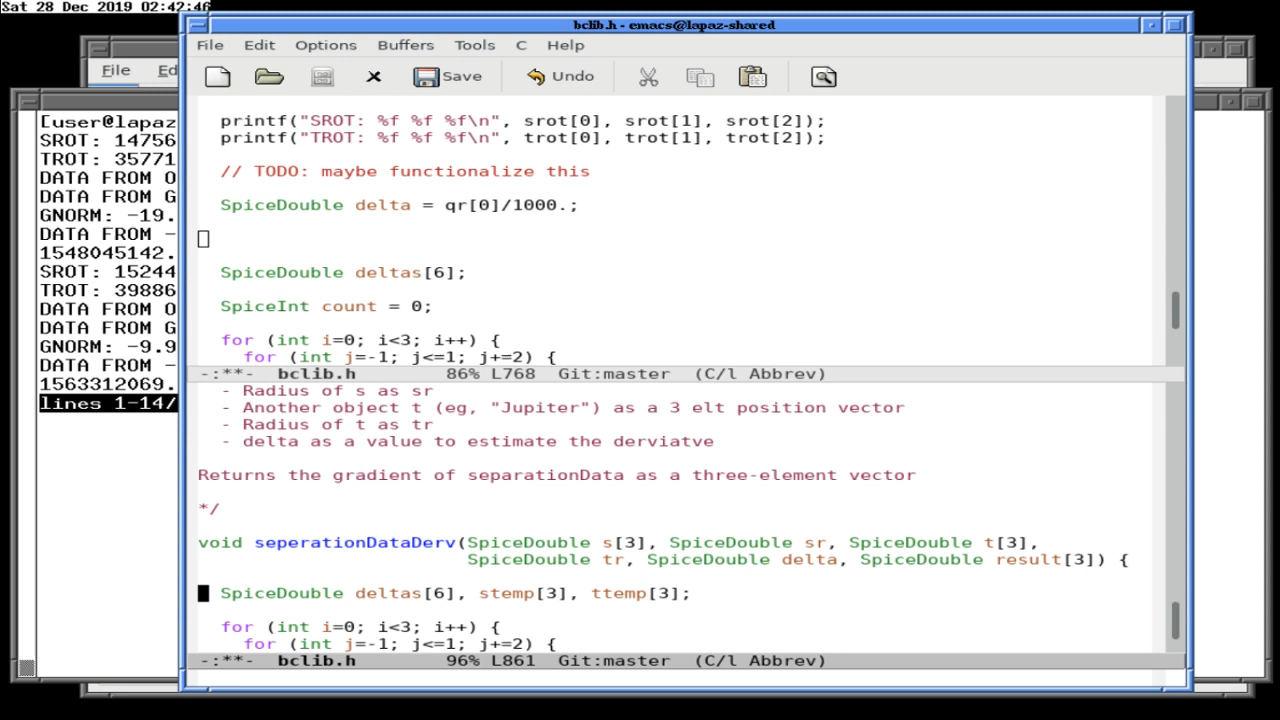 Sat 28 Dec 2019 02:42:46
bclib.h - emacs@lapaz-shared
File Edit Options Buffers Tools C Help
Save Undo
File Ed
[user@lapaz
SROT: 14756
TROT: 35771
DATA FROM O
DATA FROM G
GNORM: -19.
DATA FROM -
1548045142.
SROT: 15244
TROT: 39886
DATA FROM O
DATA FROM G
GNORM: -9.9
DATA FROM -
1563312069.
lines 1-14/
printf("SROT: %f %f %f\n", srot[0], srot[1], srot[2]);
printf("TROT: %f %f %f\n", trot[0], trot[1], trot[2]);
// TODO: maybe functionalize this
SpiceDouble delta = qr[0]/1000.;
SpiceDouble deltas[6];
SpiceInt count = 0;
for (int i=0; i<3; i++) {
for (int j=-1; j<=1; j+=2) {
-:**- bclib.h 86% L768 Git:master (C/l Abbrev)
- Radius of s as sr
- Another object t (eg, "Jupiter") as a 3 elt position vector
- Radius of t as tr
- delta as a value to estimate the derviatve
Returns the gradient of separationData as a three-element vector
*/
void seperationDataDerv(SpiceDouble s[3], SpiceDouble sr, SpiceDouble t[3],
SpiceDouble tr, SpiceDouble delta, SpiceDouble result[3]) {
SpiceDouble deltas[6], stemp[3], ttemp[3];
for (int i=0; i<3; i++) {
for (int j=-1; j<=1; j+=2) {
-:**- bclib.h 96% L861 Git:master (C/l Abbrev)